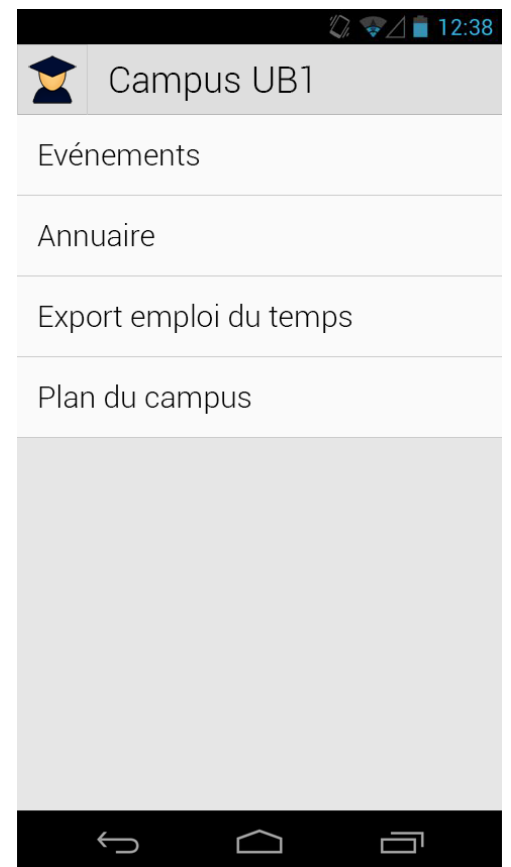 12:38
Campus UB1
Evénements
Annuaire
Export emploi du temps
Plan du campus